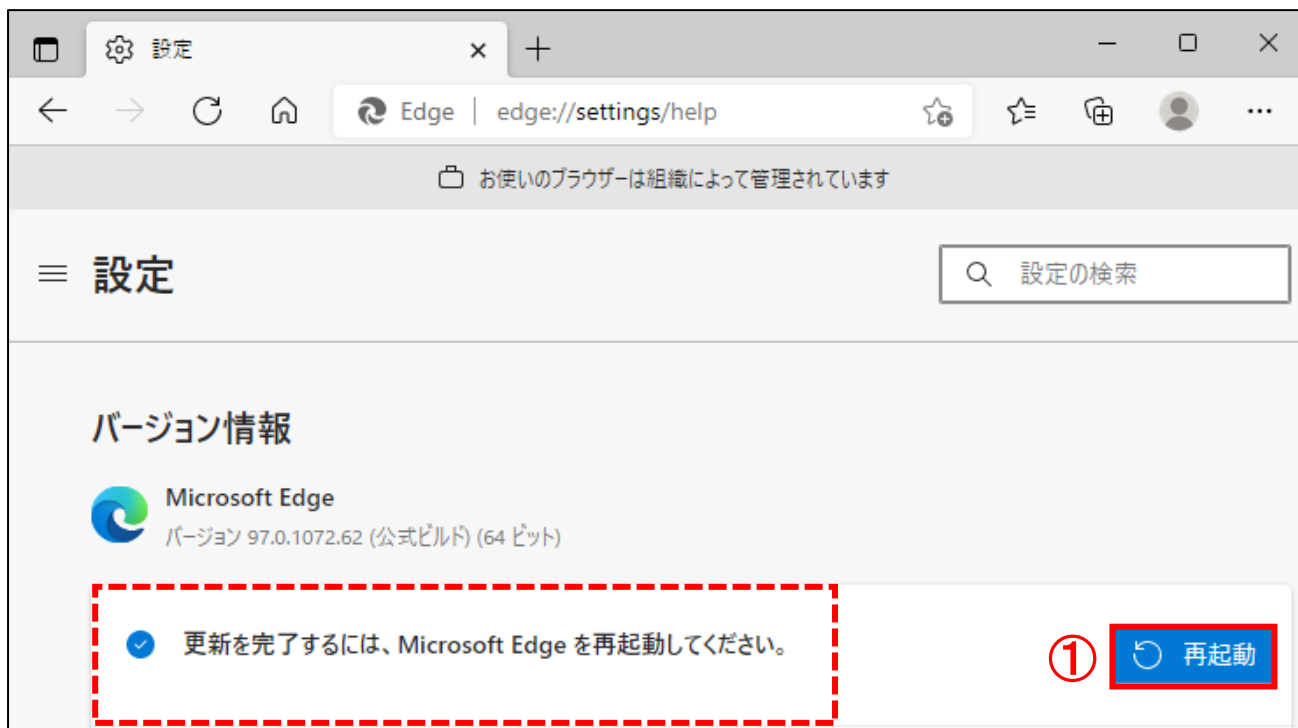 設定
Edge | edge://settings/help
お使いのブラウザーは組織によって管理されています
設定
設定の検索
バージョン情報
Microsoft Edge
バージョン 97.0.1072.62 (公式ビルド) (64 ビット)
更新を完了するには、Microsoft Edge を再起動してください。
① 再起動